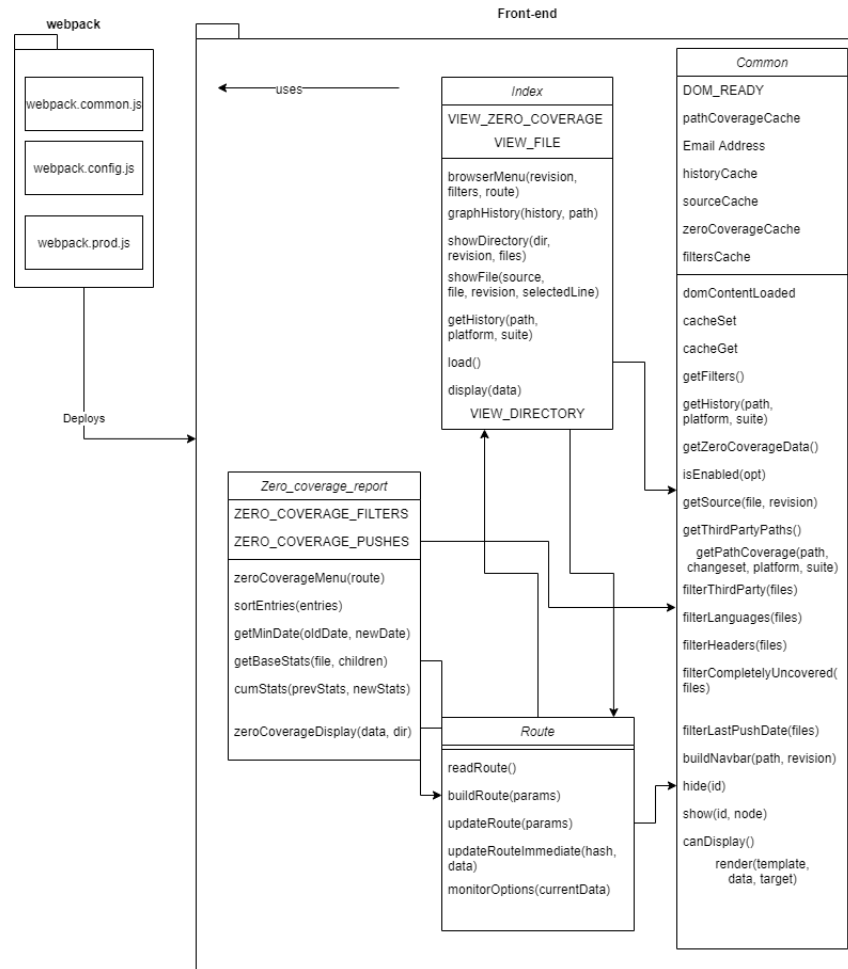 webpack
webpack.common.js
webpack.config.js
webpack.prod.js
Deploys
Front-end
uses
Index
VIEW_ZERO_COVERAGE
VIEW_FILE
browserMenu(revision,
filters, route)
graphHistory(history, path)
showDirectory(dir,
revision, files)
showFile(source,
file, revision, selectedLine)
getHistory(path,
platform, suite)
load()
display(data)
VIEW_DIRECTORY
Zero_coverage_report
ZERO_COVERAGE_FILTERS
ZERO_COVERAGE_PUSHES
zeroCoverageMenu(route)
sortEntries(entries)
getMinDate(oldDate, newDate)
getBaseStats(file, children)
cumStats(prevStats, newStats)
zeroCoverageDisplay(data, dir)
Route
readRoute()
buildRoute(params)
updateRoute(params)
updateRouteImmediate(hash,
data)
monitorOptions(currentData)
Common
DOM_READY
pathCoverageCache
Email Address
historyCache
sourceCache
zeroCoverageCache
filtersCache
domContentLoaded
cacheSet
cacheGet
getFilters()
getHistory(path,
platform, suite)
getZeroCoverageData()
isEnabled(opt)
getSource(file, revision)
getThirdPartyPaths()
getPathCoverage(path,
changeset, platform, suite)
filterThirdParty(files)
filterLanguages(files)
filterHeaders(files)
filterCompletelyUncovered(
files)
filterLastPushDate(files)
buildNavbar(path, revision)
hide(id)
show(id, node)
canDisplay()
render(template,
data, target)